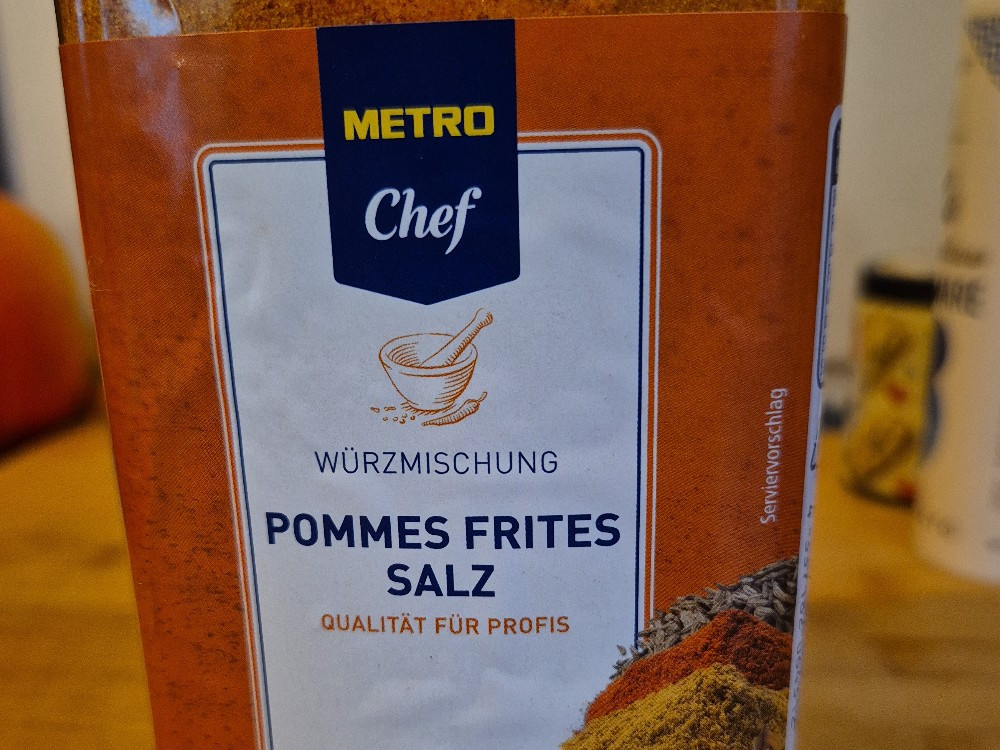 METRO
Chef
WÜRZMISCHUNG
POMMES FRITES
SALZ
QUALITÄT FÜR PROFIS
Serviervorschlag